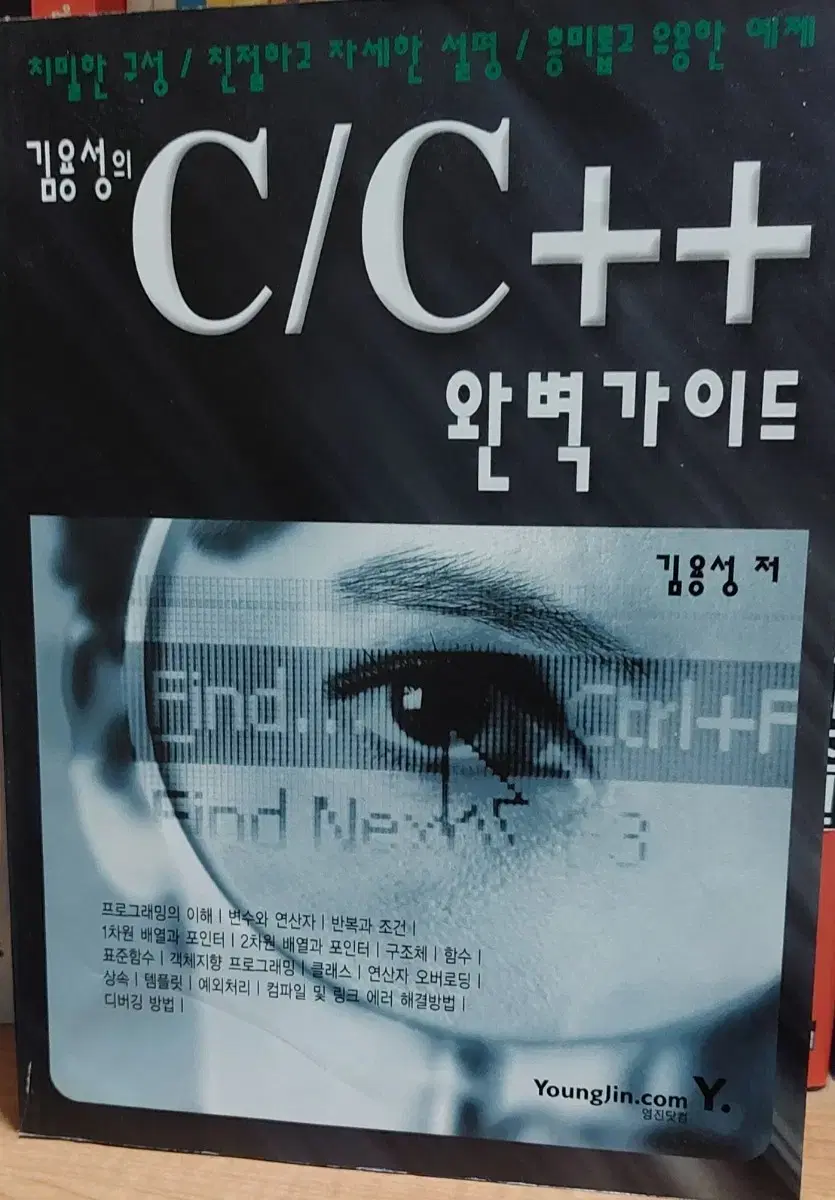 치밀한 구성 / 친절하고 자세한 설명 / 흥미롭고 유용한 예제
김용성의
C/C++
완벽가이드
김용성 저
Find... Ctrl+F
Find Next
프로그래밍의 이해 | 변수와 연산자 | 반복과 조건 |
1차원 배열과 포인터 | 2차원 배열과 포인터 | 구조체 | 함수 |
표준함수 | 객체지향 프로그래밍 | 클래스 | 연산자 오버로딩 |
상속 | 템플릿 | 예외처리 | 컴파일 및 링크 에러 해결방법 |
디버깅 방법 |
YoungJin.com Y.
영진닷컴